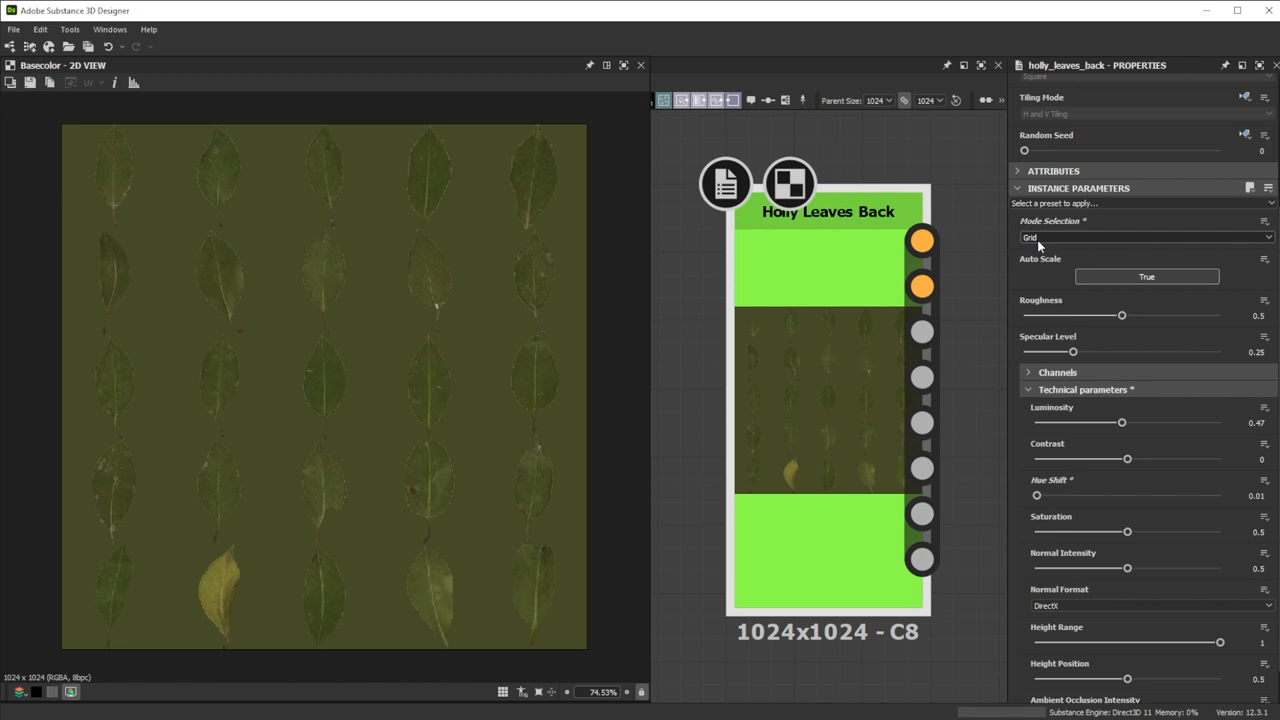 Adobe Substance 3D Designer
File Edit Tools Windows Help
Basecolor - 2D VIEW
UV
Parent Size: 1024 1024
Holly Leaves Back
1024x1024 - C8
holly_leaves_back - PROPERTIES
Square
Tiling Mode
H and V Tiling
Random Seed
0
ATTRIBUTES
INSTANCE PARAMETERS
Select a preset to apply...
Mode Selection *
Grid
Auto Scale
True
Roughness
0.5
Specular Level
0.25
Channels
Technical parameters *
Luminosity
0.47
Contrast
0
Hue Shift *
0.01
Saturation
0.5
Normal Intensity
0.5
Normal Format
DirectX
Height Range
1
Height Position
0.5
Ambient Occlusion Intensity
1024 x 1024 (RGBA, 8bpc)
74.53%
Substance Engine: Direct3D 11 Memory: 0% Version: 12.3.1